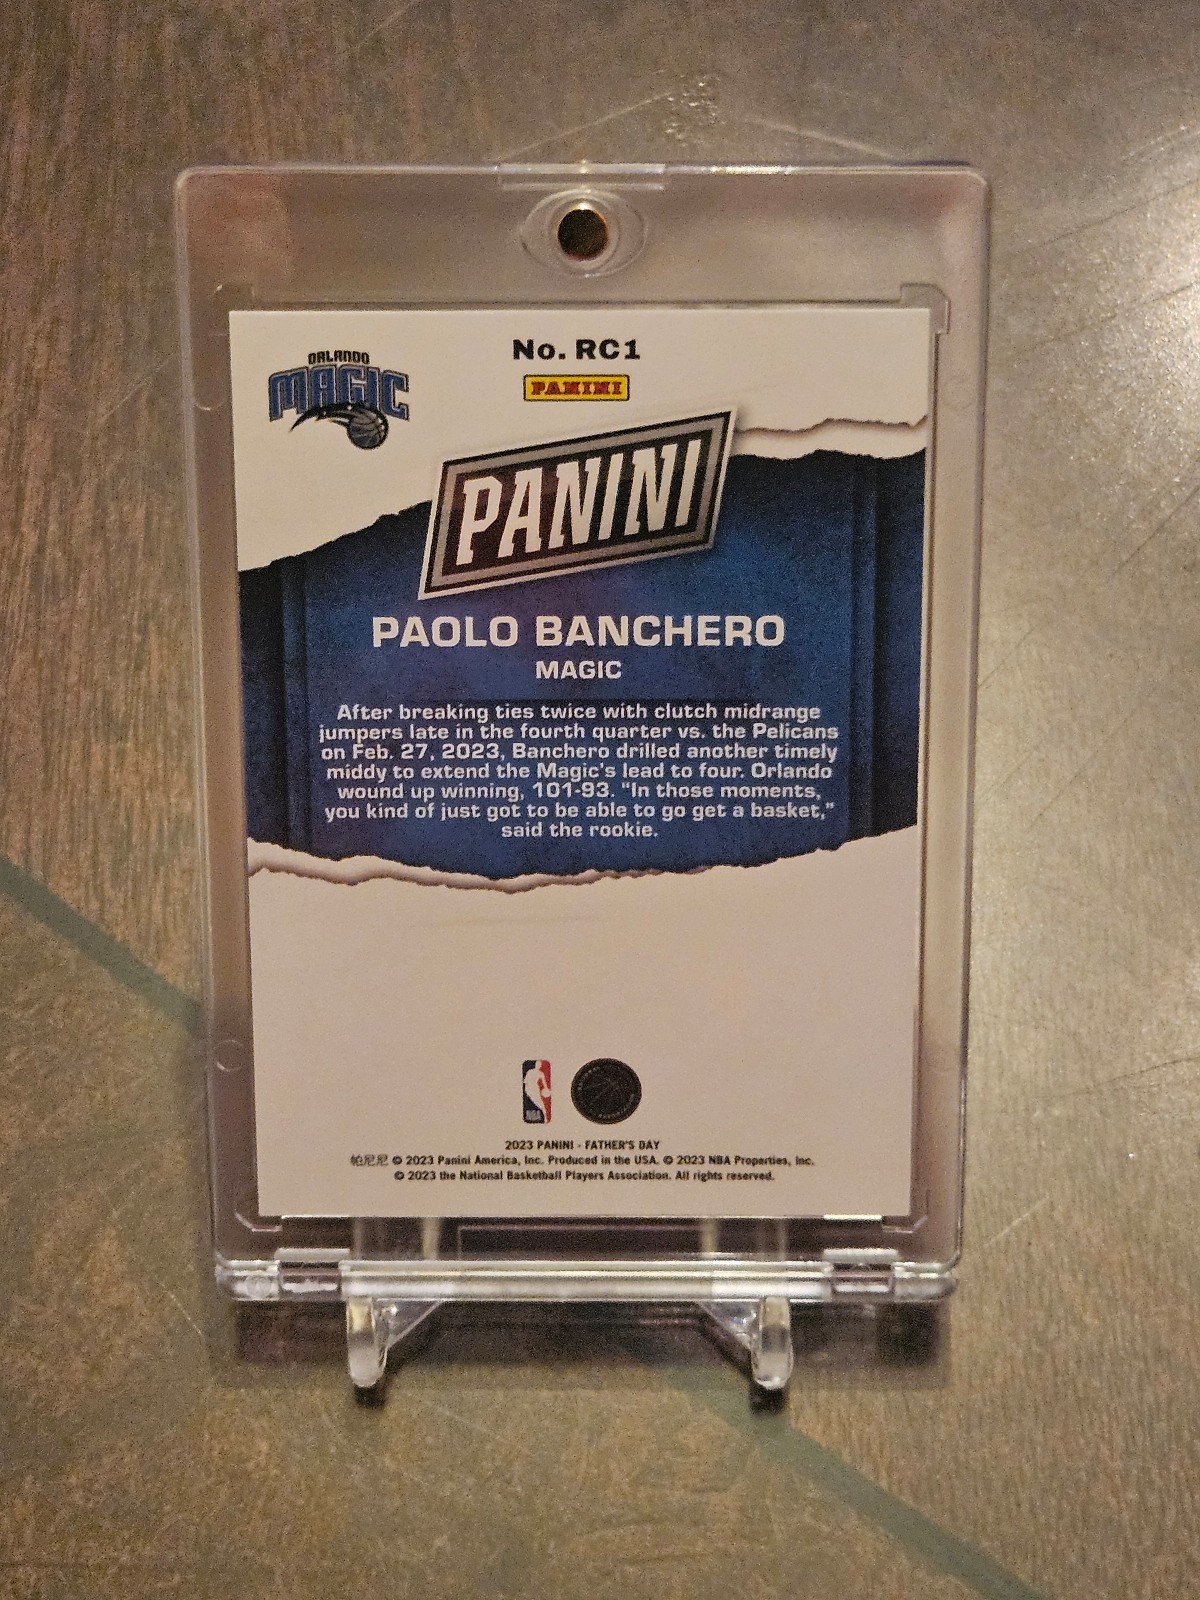 No. RC1
ORLANDO
MAGIC
PANINI
PANINI
PAOLO BANCHERO
MAGIC
After breaking ties twice with clutch midrange
jumpers late in the fourth quarter vs. the Pelicans
on Feb. 27, 2023, Banchero drilled another timely
middy to extend the Magic's lead to four. Orlando
wound up winning, 101-93. "In those moments,
you kind of just got to be able to go get a basket,"
said the rookie.
NBA
2023 PANINI - FATHER'S DAY
帕尼尼 © 2023 Panini America, Inc. Produced in the USA. © 2023 NBA Properties, Inc.
© 2023 the National Basketball Players Association. All rights reserved.